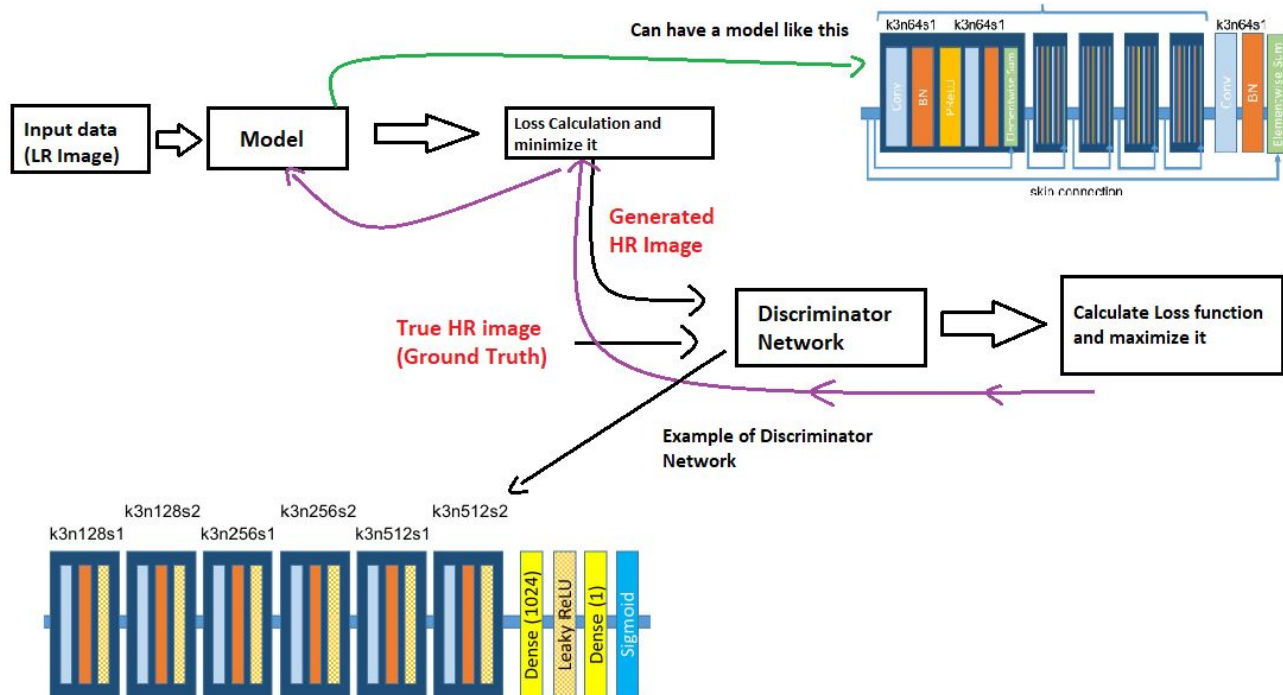 Can have a model like this
k3n64s1 k3n64s1
k3n64s1
Conv
BN
PReLU
Elementwise Sum
Conv
BN
Elementwise Sum
skip connection
Input data
(LR Image)
Model
Loss Calculation and
minimize it
Generated
HR Image
True HR image
(Ground Truth)
Discriminator
Network
Calculate Loss function
and maximize it
Example of Discriminator
Network
k3n128s1
k3n128s2
k3n256s1
k3n256s2
k3n512s1
k3n512s2
Dense (1024)
Leaky ReLU
Dense (1)
Sigmoid